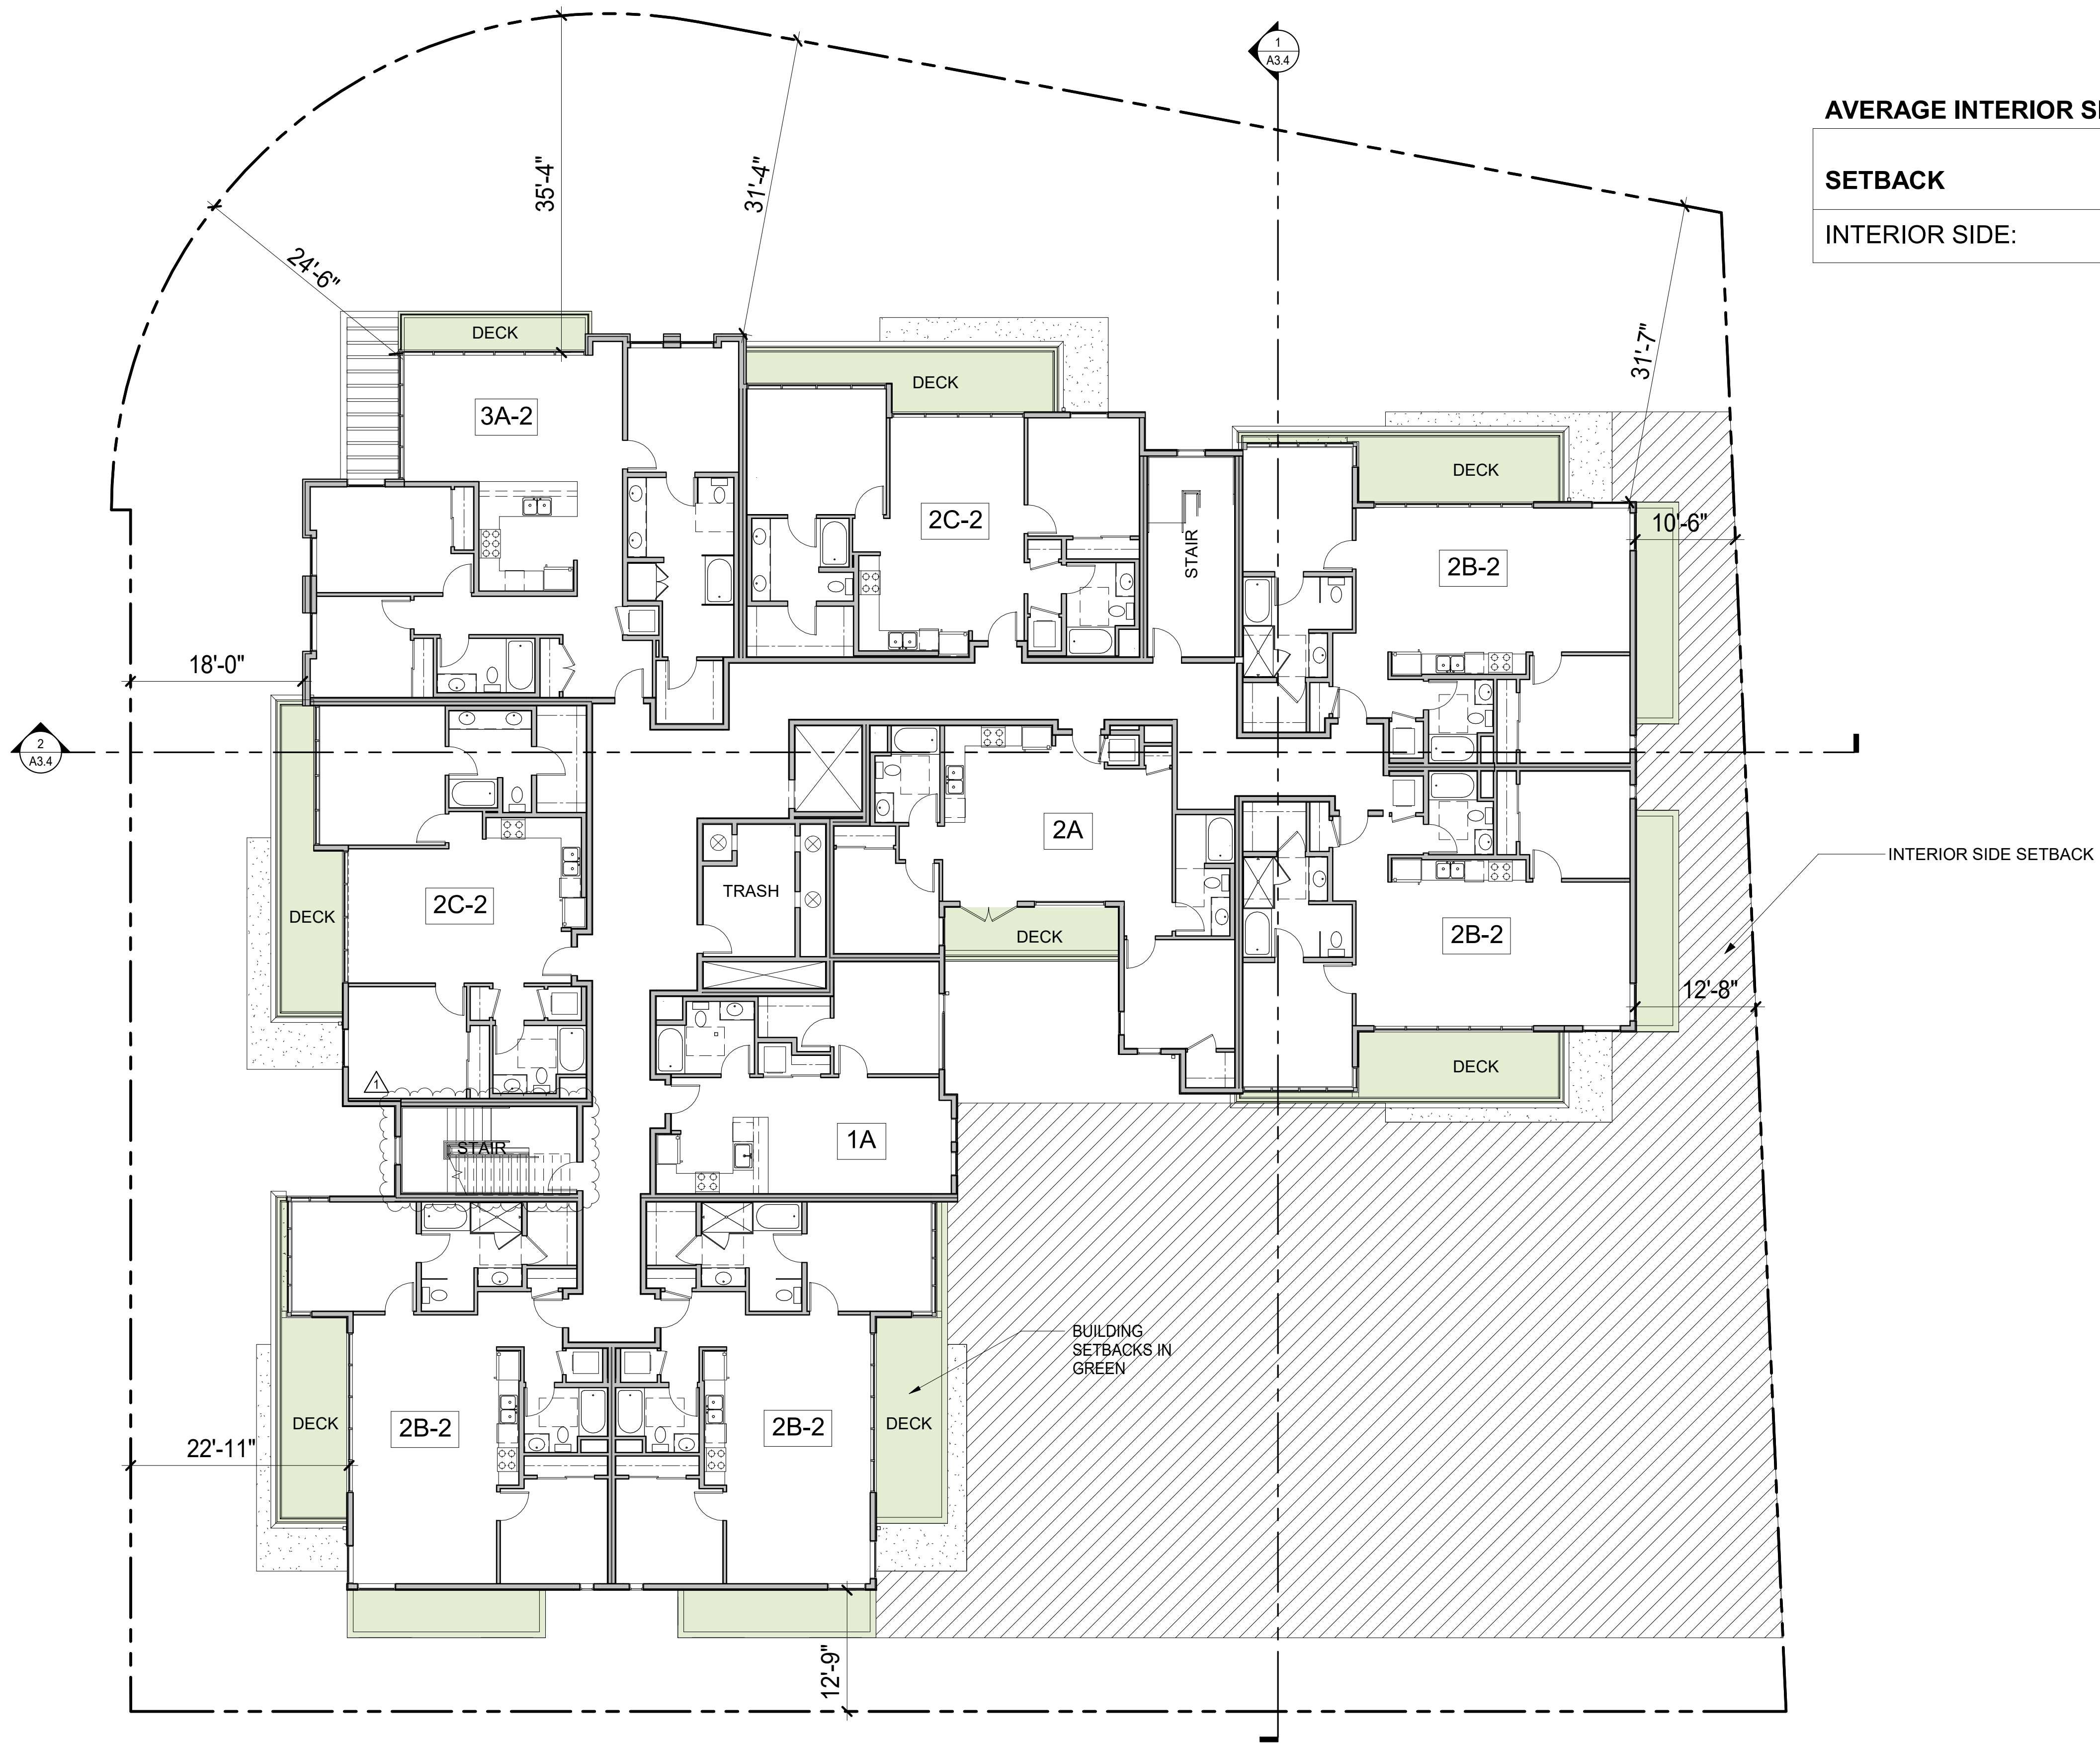 1
A3.4
AVERAGE INTERIOR SI
SETBACK
INTERIOR SIDE:
35'-4"
31'-4"
24'-6"
31'-7"
DECK
DECK
3A-2
DECK
2C-2
STAIR
10'-6"
2B-2
18'-0"
2
A3.4
2A
INTERIOR SIDE SETBACK
TRASH
2C-2
DECK
DECK
2B-2
12'-8"
DECK
1
1A
STAIR
BUILDING
SETBACKS IN
GREEN
DECK
2B-2
2B-2
DECK
22'-11"
12'-9"